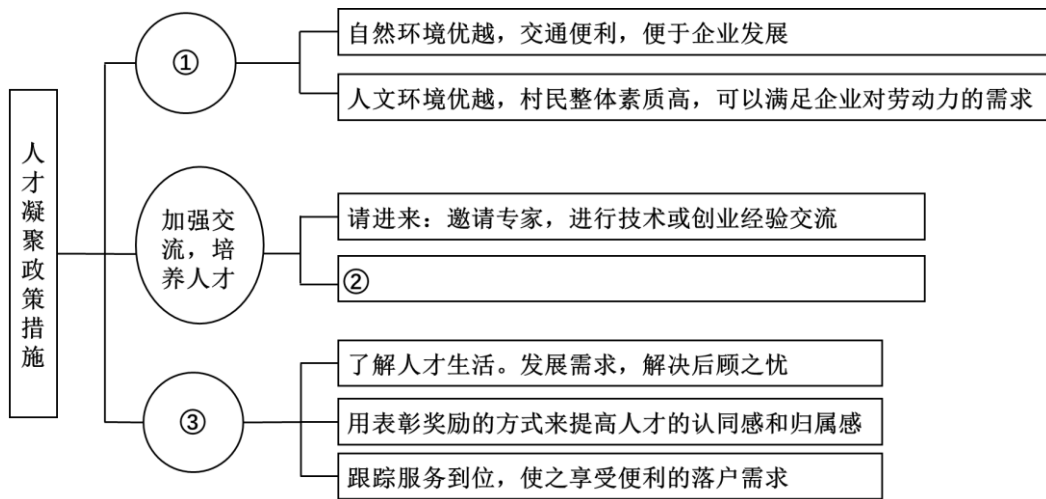 人才凝聚政策措施
①
自然环境优越，交通便利，便于企业发展
人文环境优越，村民整体素质高，可以满足企业对劳动力的需求
加强交
流，培
养人才
请进来：邀请专家，进行技术或创业经验交流
②
③
了解人才生活。发展需求，解决后顾之忧
用表彰奖励的方式来提高人才的认同感和归属感
跟踪服务到位，使之享受便利的落户需求